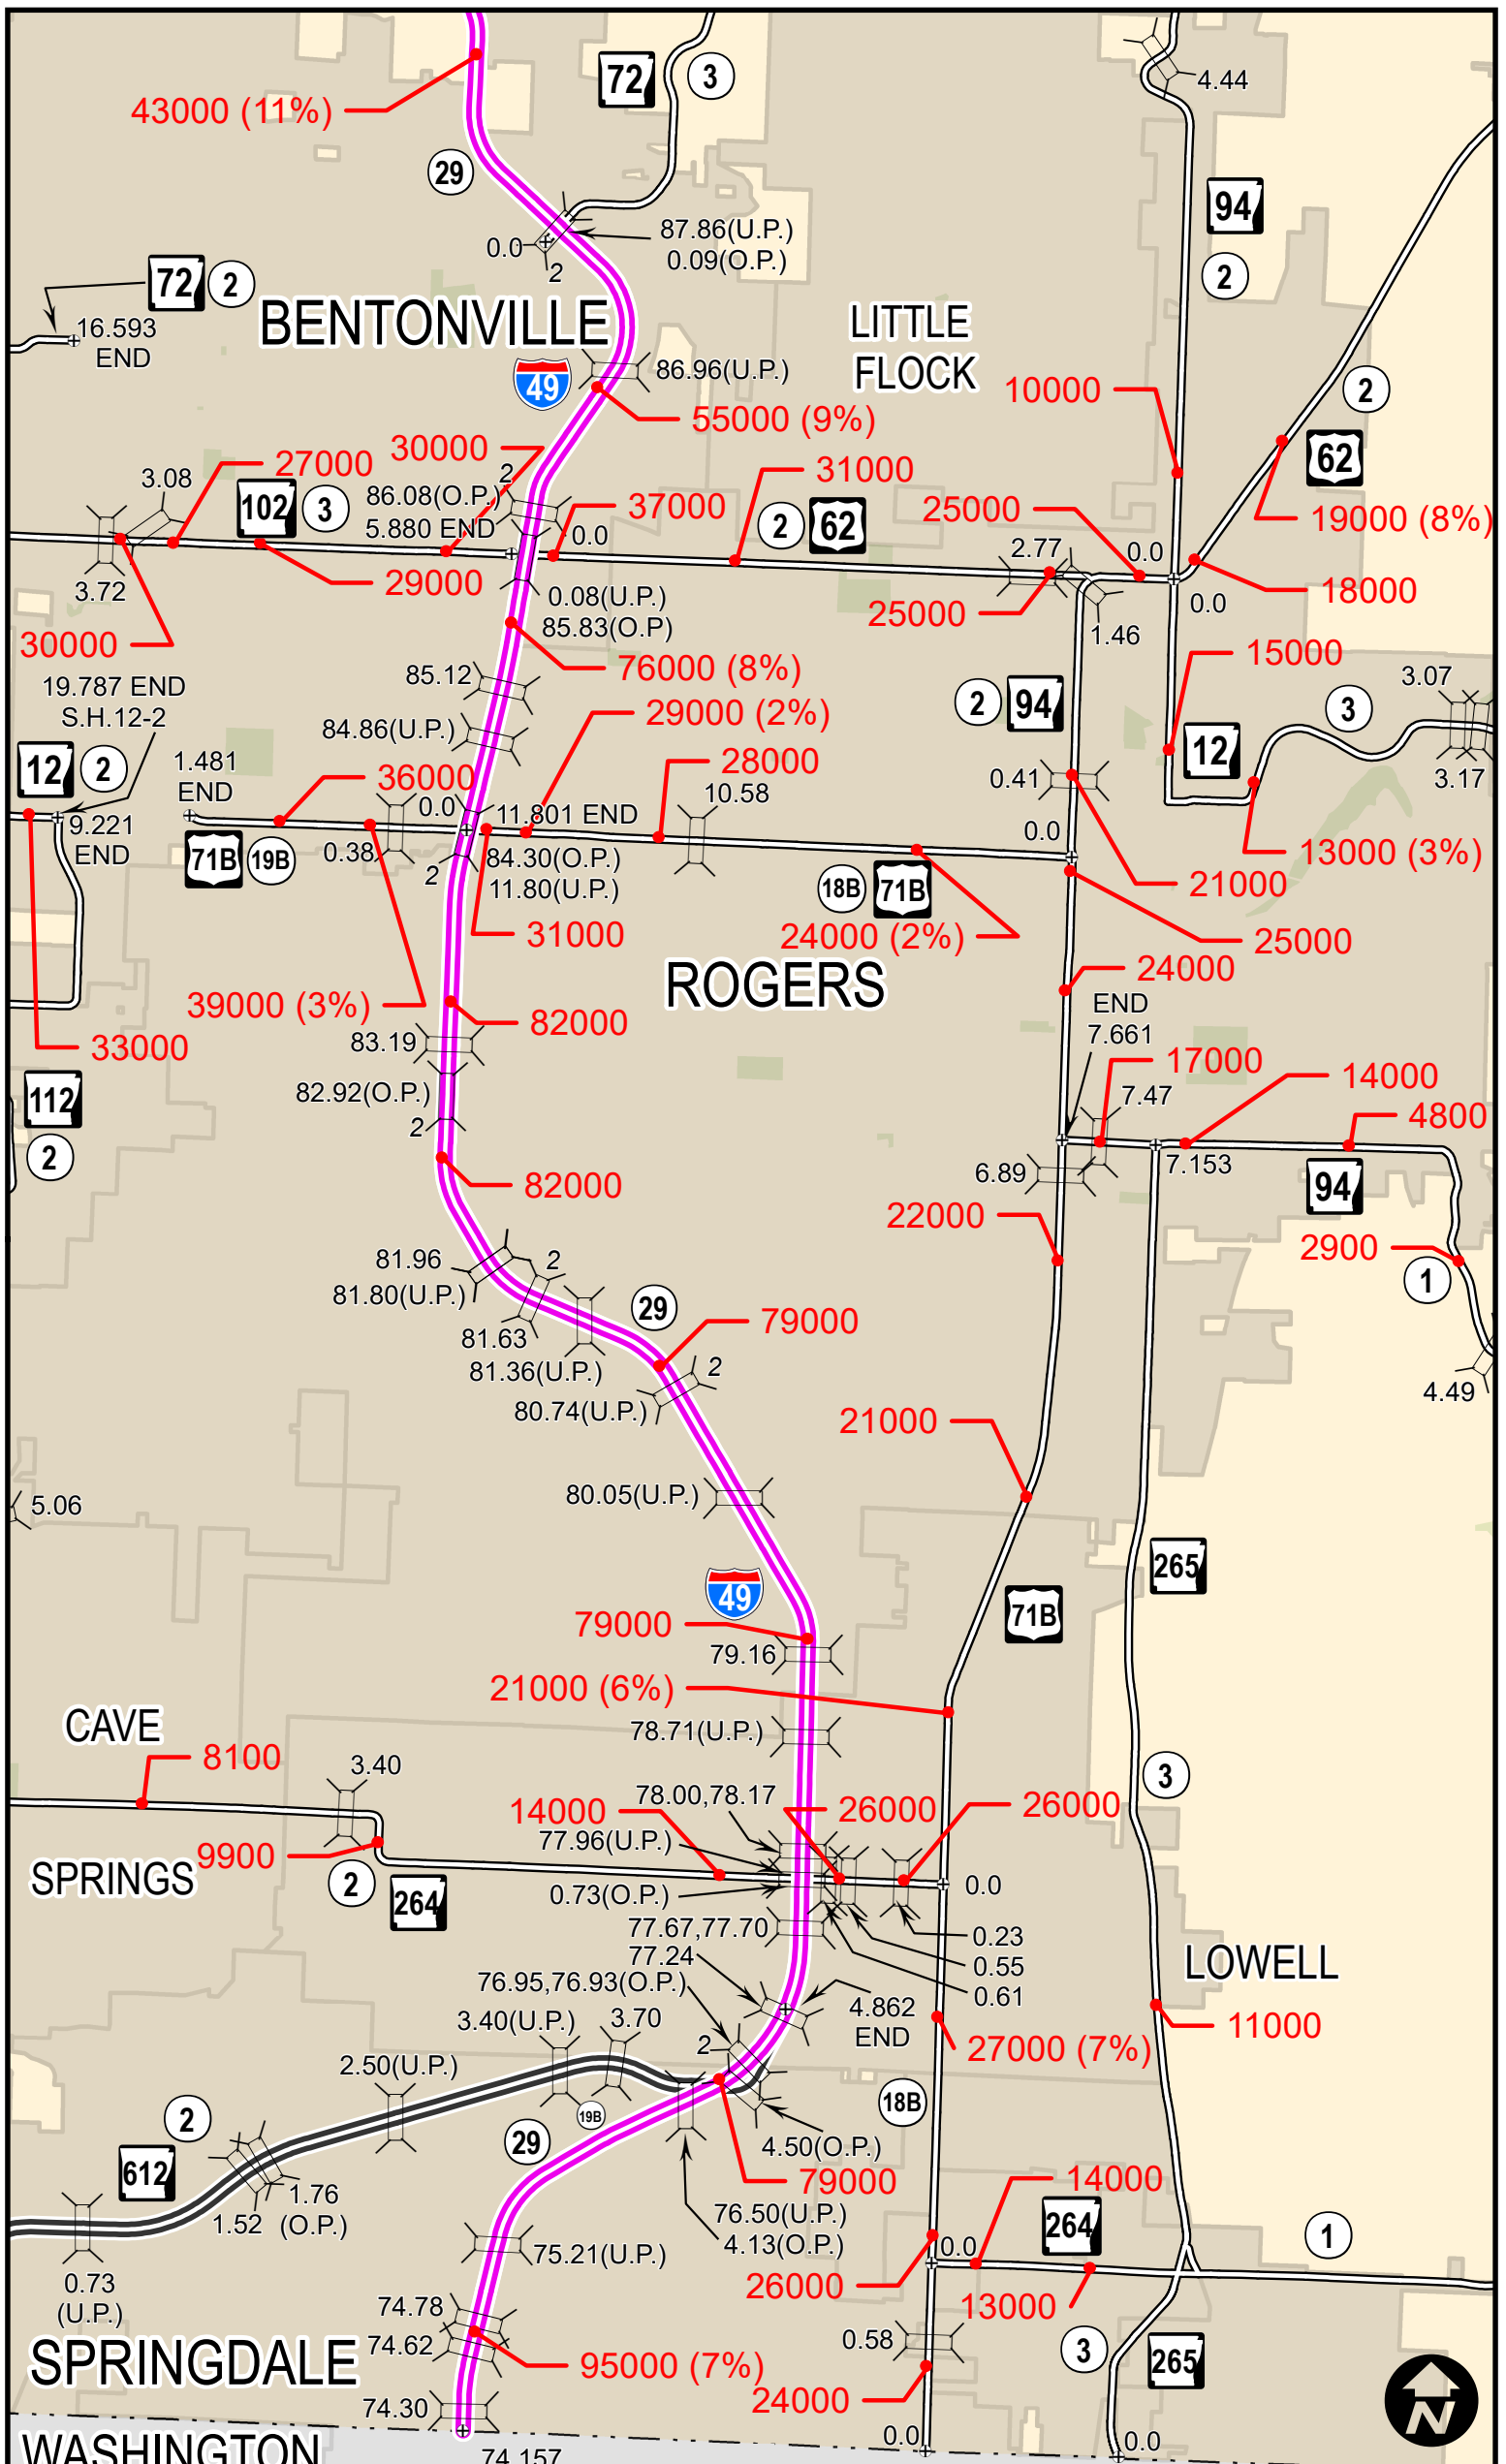 72
3
4.44
43000 (11%)
29
94
87.86(U.P.)
0.09(O.P.)
0.0
2
72
2
2
16.593
END
BENTONVILLE
LITTLE
FLOCK
49
86.96(U.P.)
10000
2
55000 (9%)
30000
62
27000
3.08
2
31000
102
3
86.08(O.P.)
37000
2
62
25000
19000 (8%)
5.880 END
0.0
2.77
0.0
29000
3.72
0.08(U.P.)
25000
18000
0.0
85.83(O.P)
1.46
30000
15000
85.12
76000 (8%)
3.07
19.787 END
S.H.12-2
29000 (2%)
2
94
3
84.86(U.P.)
12
12
2
1.481
END
36000
28000
0.41
3.17
10.58
0.0
11.801 END
9.221
END
0.0
71B
19B
0.38
84.30(O.P.)
11.80(U.P.)
2
13000 (3%)
18B
71B
21000
31000
24000 (2%)
25000
ROGERS
24000
39000 (3%)
END
7.661
82000
33000
83.19
17000
14000
82.92(O.P.)
7.47
4800
112
2
2
7.153
6.89
94
82000
22000
2900
81.96
2
1
81.80(U.P.)
29
79000
81.63
81.36(U.P.)
2
4.49
80.74(U.P.)
21000
80.05(U.P.)
5.06
265
49
71B
79000
79.16
21000 (6%)
CAVE
78.71(U.P.)
8100
3.40
3
78.00,78.17
14000
26000
26000
77.96(U.P.)
9900
SPRINGS
2
264
0.73(O.P.)
0.0
77.67,77.70
0.23
77.24
LOWELL
0.55
76.95,76.93(O.P.)
0.61
3.40(U.P.)
3.70
4.862
END
11000
2
27000 (7%)
2.50(U.P.)
2
19B
18B
29
4.50(O.P.)
612
79000
14000
1.76
(O.P.)
1.52
76.50(U.P.)
4.13(O.P.)
264
1
0.0
75.21(U.P.)
0.73
(U.P.)
26000
13000
74.78
74.62
0.58
3
265
SPRINGDALE
95000 (7%)
24000
74.30
N
0.0
0.0
WASHINGTON
74.157